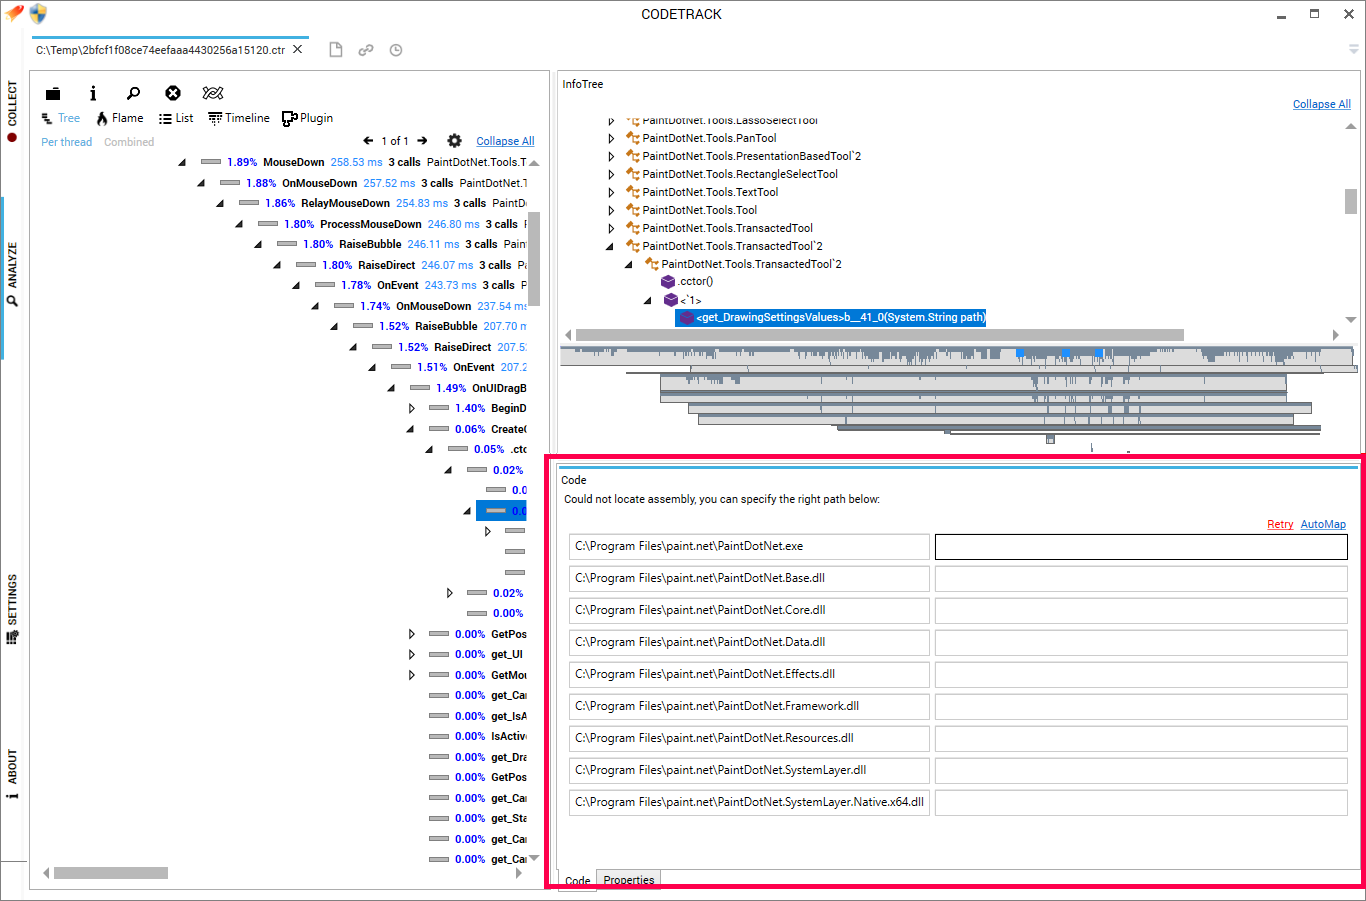 CODETRACK
C:\Temp\2bfcf1f08ce74eefaaa4430256a15120.ctr
COLLECT
ANALYZE
SETTINGS
ABOUT
Tree Flame List Timeline Plugin
Per thread Combined 1 of 1 Collapse All
1.89% MouseDown 258.53 ms 3 calls PaintDotNet.Tools.T
1.88% OnMouseDown 257.52 ms 3 calls PaintDotNet.T
1.86% RelayMouseDown 254.83 ms 3 calls PaintD
1.80% ProcessMouseDown 246.80 ms 3 calls
1.80% RaiseBubble 246.11 ms 3 calls Pain
1.80% RaiseDirect 246.07 ms 3 calls Pa
1.78% OnEvent 243.73 ms 3 calls P
1.74% OnMouseDown 237.54 ms
1.52% RaiseBubble 207.70 m
1.52% RaiseDirect 207.5
1.51% OnEvent 207.2
1.49% OnUIDragB
1.40% BeginD
0.06% CreateC
0.05% .cto
0.02%
0.0
0.0
0.02%
0.00%
0.00% GetPos
0.00% get_UI
0.00% GetMou
0.00% get_Car
0.00% get_IsA
0.00% IsActive
0.00% get_Dra
0.00% GetPos
0.00% get_Car
0.00% get_Sta
0.00% get_Car
0.00% get_Car
InfoTree
Collapse All
PaintDotNet.Tools.LassoSelectTool
PaintDotNet.Tools.PanTool
PaintDotNet.Tools.PresentationBasedTool`2
PaintDotNet.Tools.RectangleSelectTool
PaintDotNet.Tools.TextTool
PaintDotNet.Tools.Tool
PaintDotNet.Tools.TransactedTool
PaintDotNet.Tools.TransactedTool`2
PaintDotNet.Tools.TransactedTool`2
.cctor()
<`1>
<get_DrawingSettingsValues>b__41_0(System.String path)
Code
Could not locate assembly, you can specify the right path below:
Retry AutoMap
C:\Program Files\paint.net\PaintDotNet.exe
C:\Program Files\paint.net\PaintDotNet.Base.dll
C:\Program Files\paint.net\PaintDotNet.Core.dll
C:\Program Files\paint.net\PaintDotNet.Data.dll
C:\Program Files\paint.net\PaintDotNet.Effects.dll
C:\Program Files\paint.net\PaintDotNet.Framework.dll
C:\Program Files\paint.net\PaintDotNet.Resources.dll
C:\Program Files\paint.net\PaintDotNet.SystemLayer.dll
C:\Program Files\paint.net\PaintDotNet.SystemLayer.Native.x64.dll
Code Properties